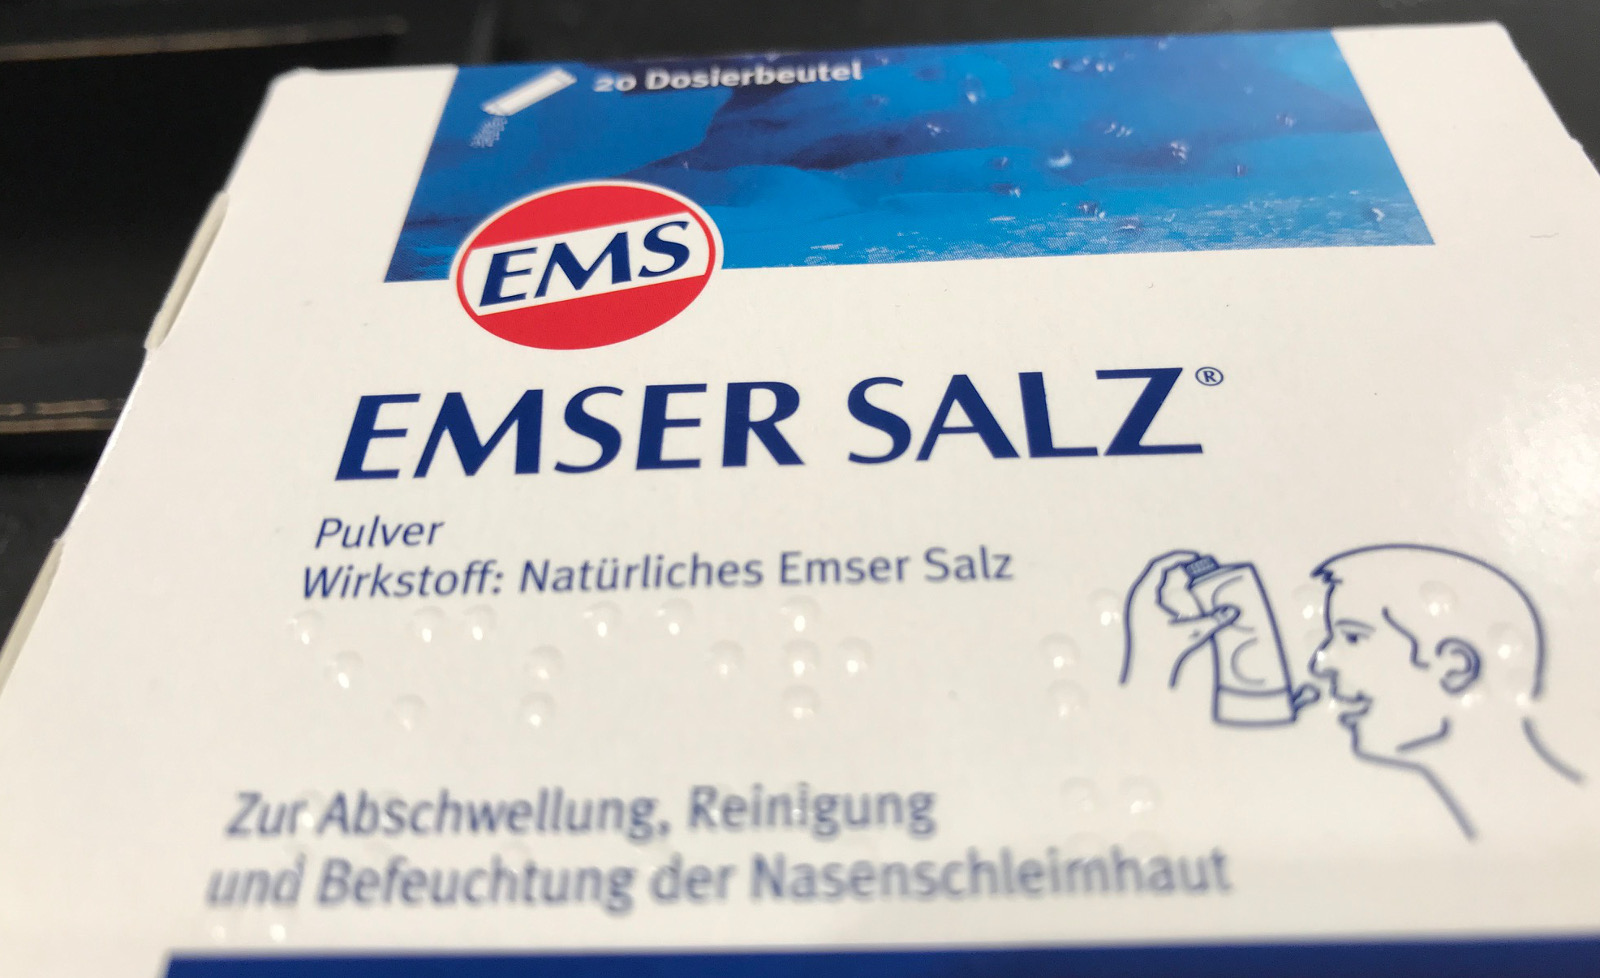 20 Dosierbeutel
EMS
EMSER SALZ®
Pulver
Wirkstoff: Natürliches Emser Salz
Zur Abschwellung, Reinigung
und Befeuchtung der Nasenschleimhaut